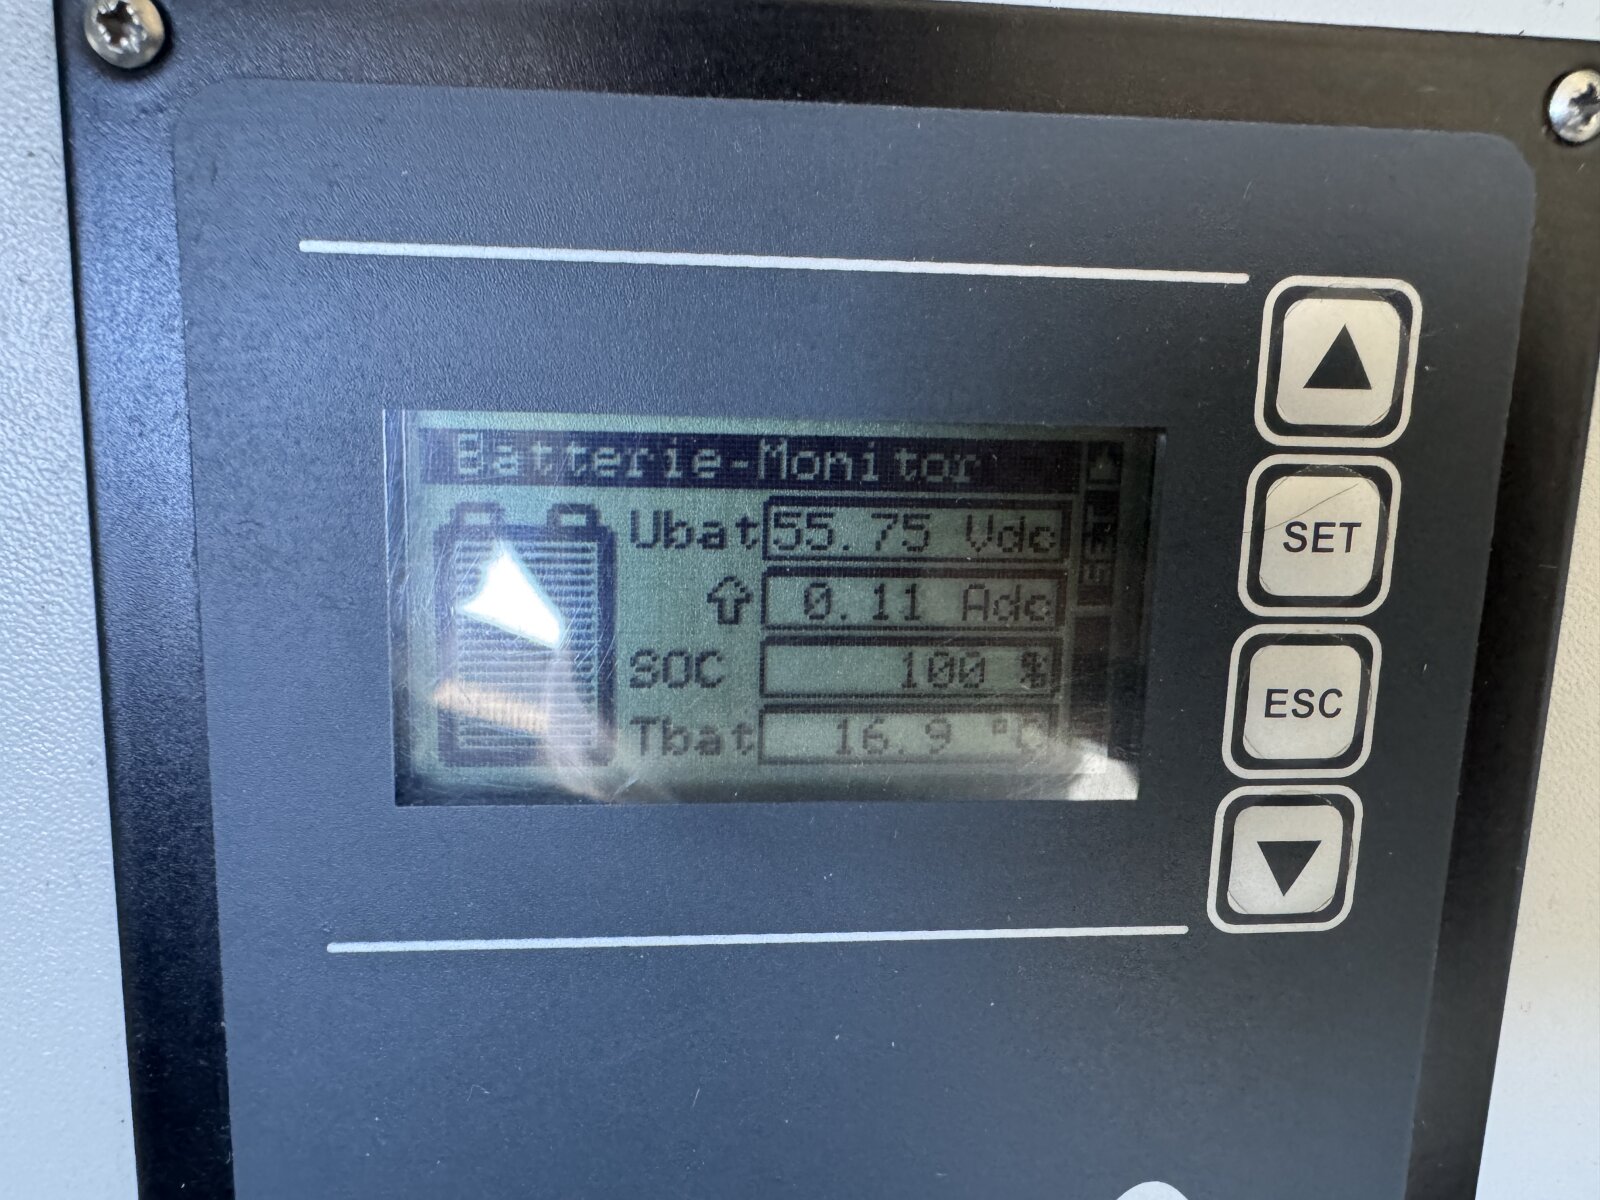 Batterie-Monitor
Ubat 55.75 Vdc
0.11 Adc
SOC 100 %
Tbat 16.9 °C
SET
ESC